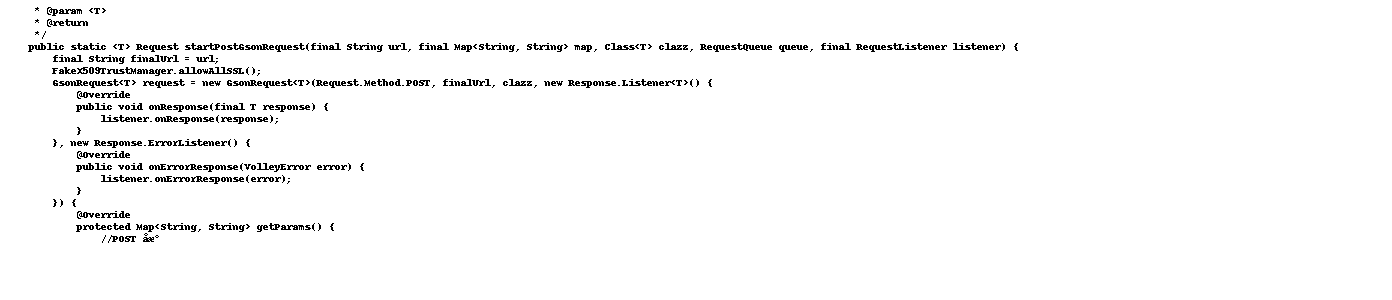 * @param <T>
* @return
*/
public static <T> Request startPostGsonRequest(final String url, final Map<String, String> map, Class<T> clazz, RequestQueue queue, final RequestListener listener) {
final String finalUrl = url;
FakeX509TrustManager.allowAllSSL();
GsonRequest<T> request = new GsonRequest<T>(Request.Method.POST, finalUrl, clazz, new Response.Listener<T>() {
@Override
public void onResponse(final T response) {
listener.onResponse(response);
}
}, new Response.ErrorListener() {
@Override
public void onErrorResponse(VolleyError error) {
listener.onErrorResponse(error);
}
}) {
@Override
protected Map<String, String> getParams() {
//POST